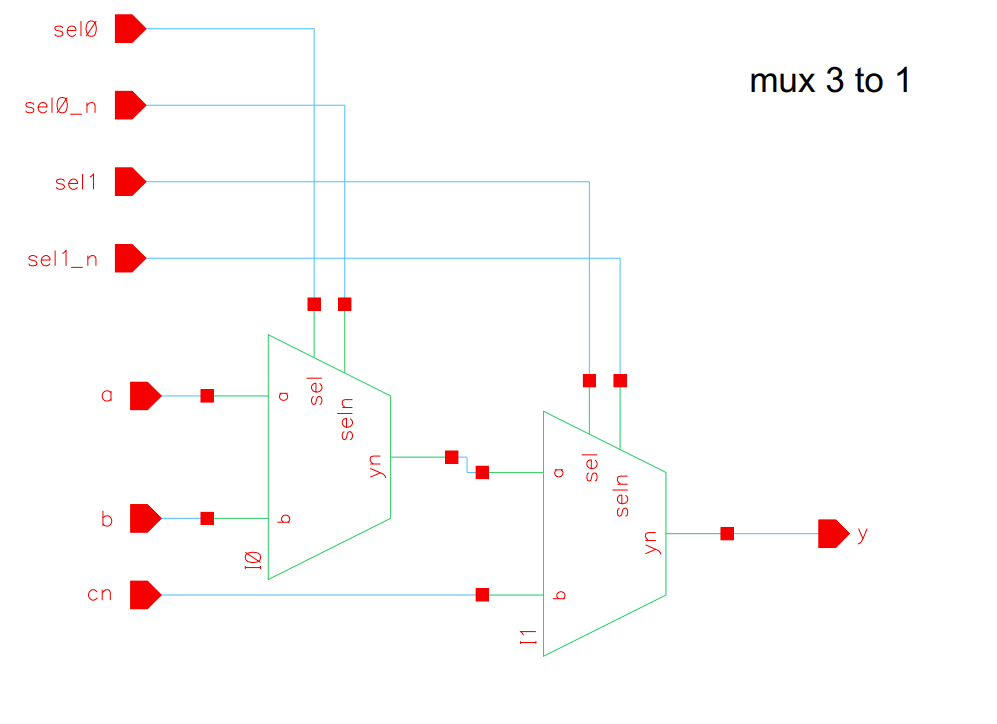 sel0
mux 3 to 1
sel0_n
sel1
sel1_n
a
a
sel
seln
yn
b
b
I0
cn
a
sel
seln
yn
b
I1
y